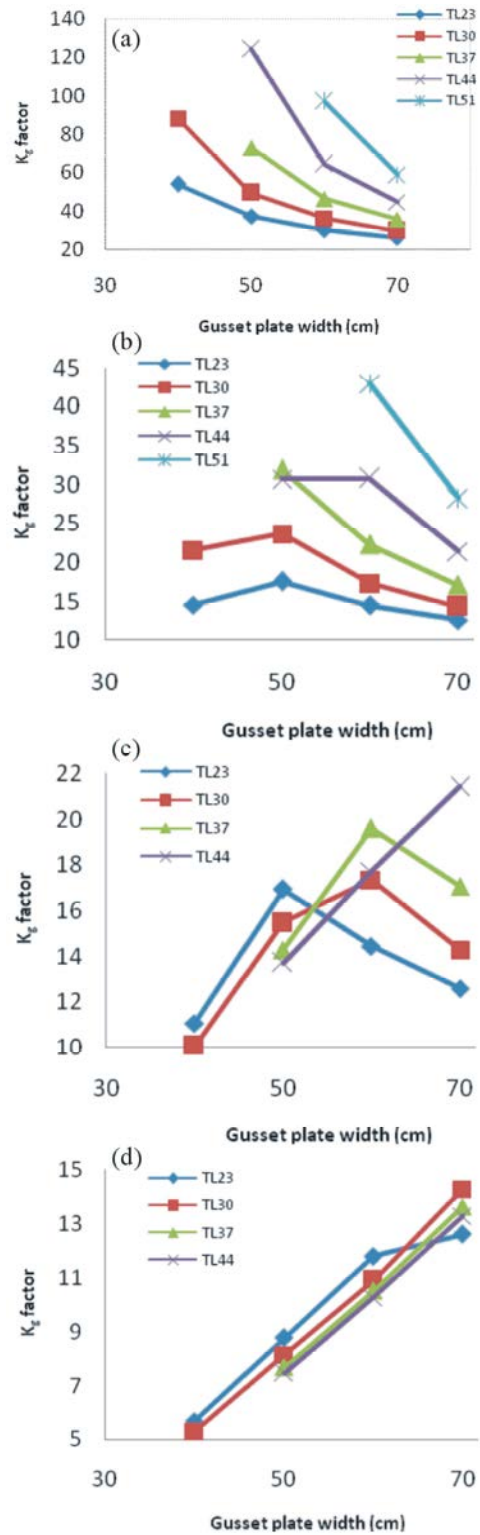 (a)
140
120
100
80
60
40
20
K_g factor
TL23
TL30
TL37
TL44
TL51
30 50 70
Gusset plate width (cm)
(b)
45
40
35
30
25
20
15
10
K_g factor
TL23
TL30
TL37
TL44
TL51
30 50 70
Gusset plate width (cm)
(c)
22
20
18
16
14
12
10
K_g factor
TL23
TL30
TL37
TL44
30 50 70
Gusset plate width (cm)
(d)
15
13
11
9
7
5
K_g factor
TL23
TL30
TL37
TL44
30 50 70
Gusset plate width (cm)